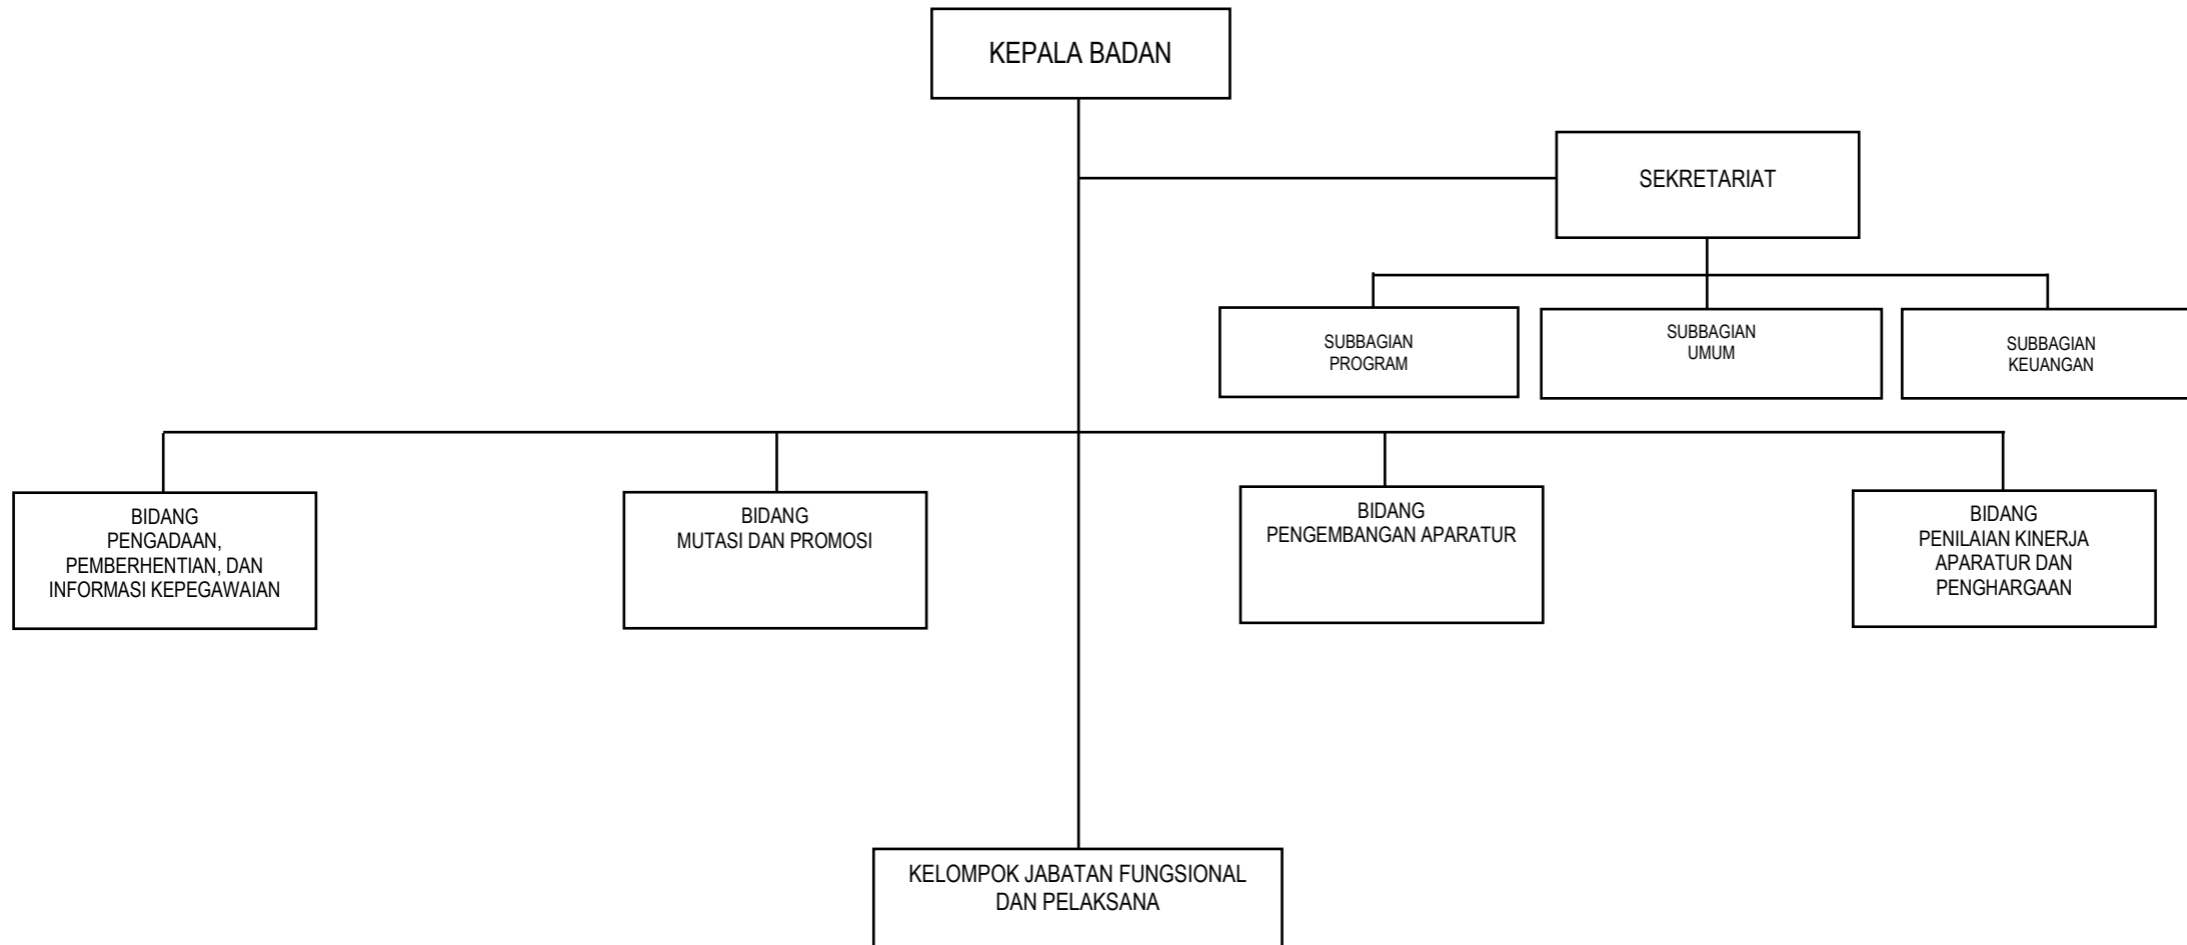 KEPALA BADAN
SEKRETARIAT
SUBBAGIAN
PROGRAM
SUBBAGIAN
UMUM
SUBBAGIAN
KEUANGAN
BIDANG
PENGADAAN,
PEMBERHENTIAN, DAN
INFORMASI KEPEGAWAIAN
BIDANG
MUTASI DAN PROMOSI
BIDANG
PENGEMBANGAN APARATUR
BIDANG
PENILAIAN KINERJA
APARATUR DAN
PENGHARGAAN
KELOMPOK JABATAN FUNGSIONAL
DAN PELAKSANA